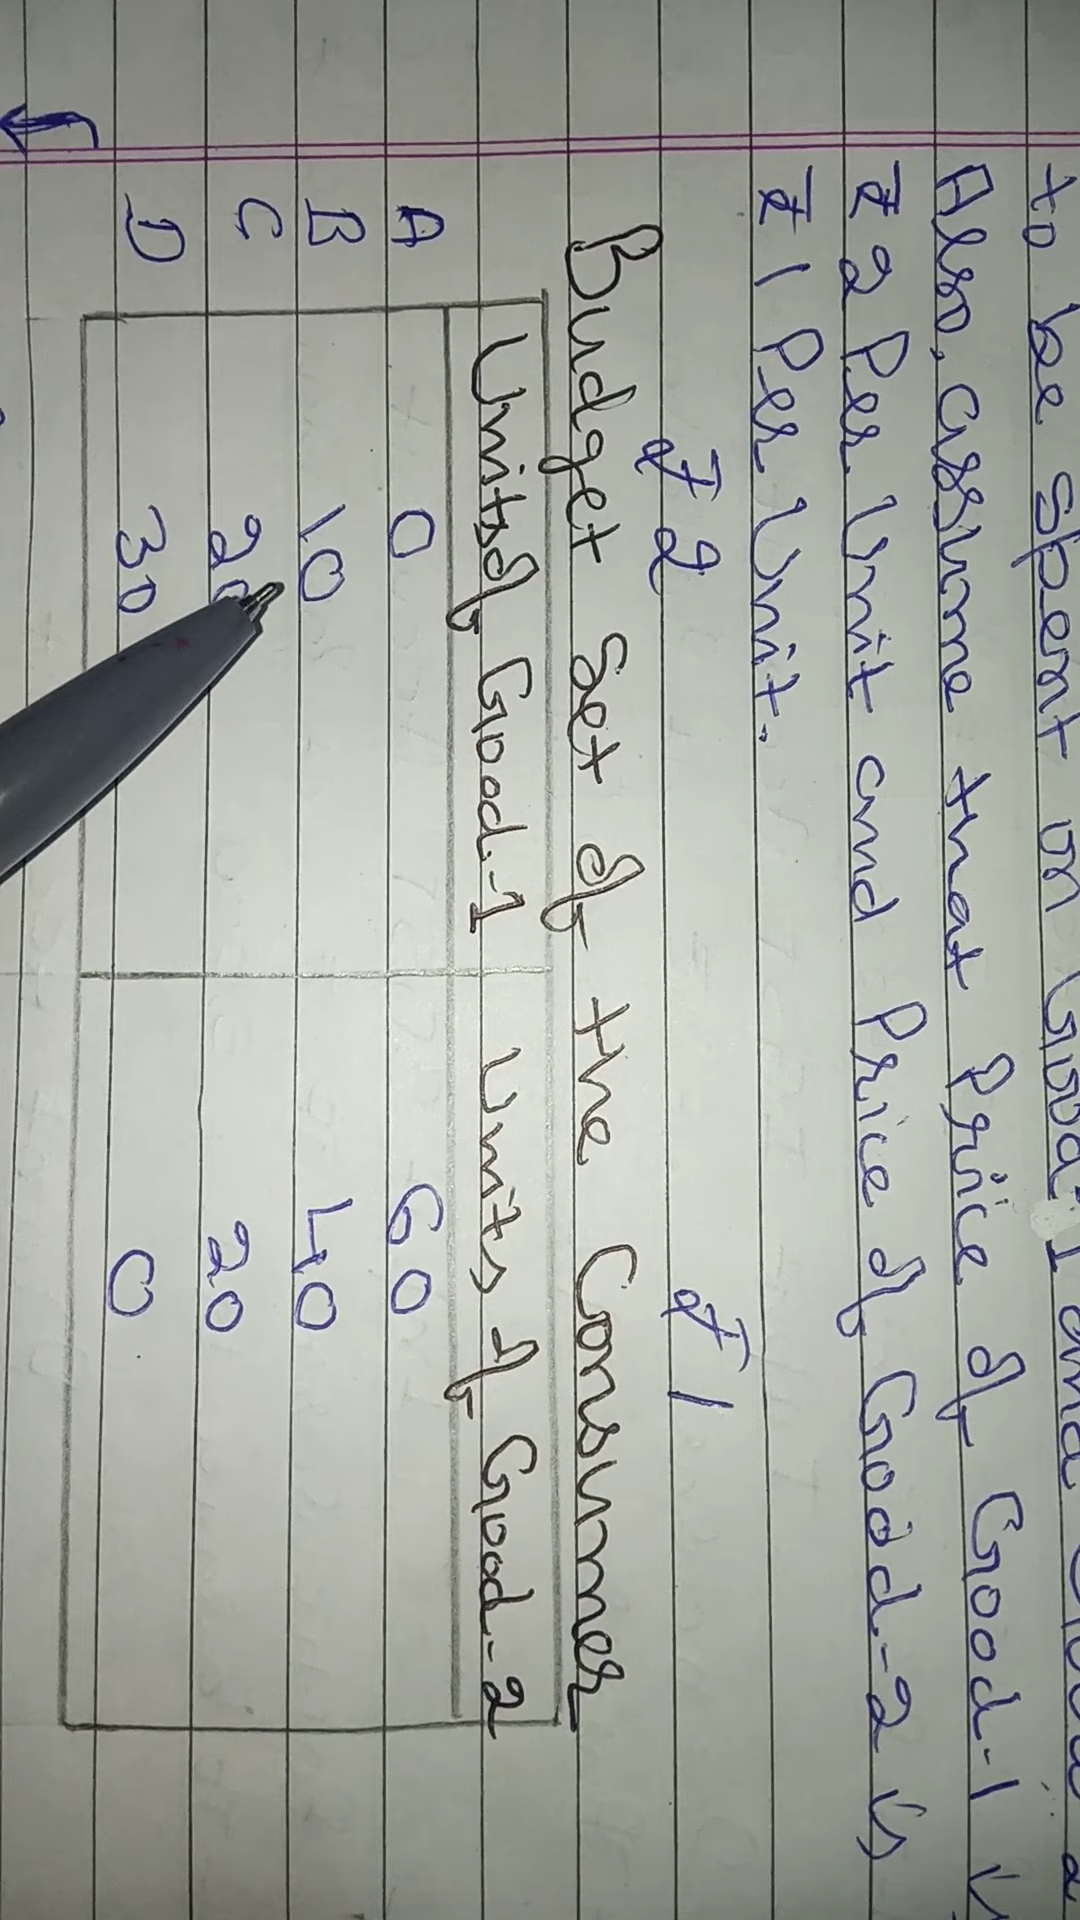 to be spent on Good-1 and
Also, assume that Price of Good-1 is
₹ 2 Per Unit and Price of Good-2 is
₹ 1 Per Unit.
₹ 2 ₹ 1
Budget Set of the Consumer
Units of Good-1 Units of Good-2
A 0 60
B 10 40
C 20 20
D 30 0